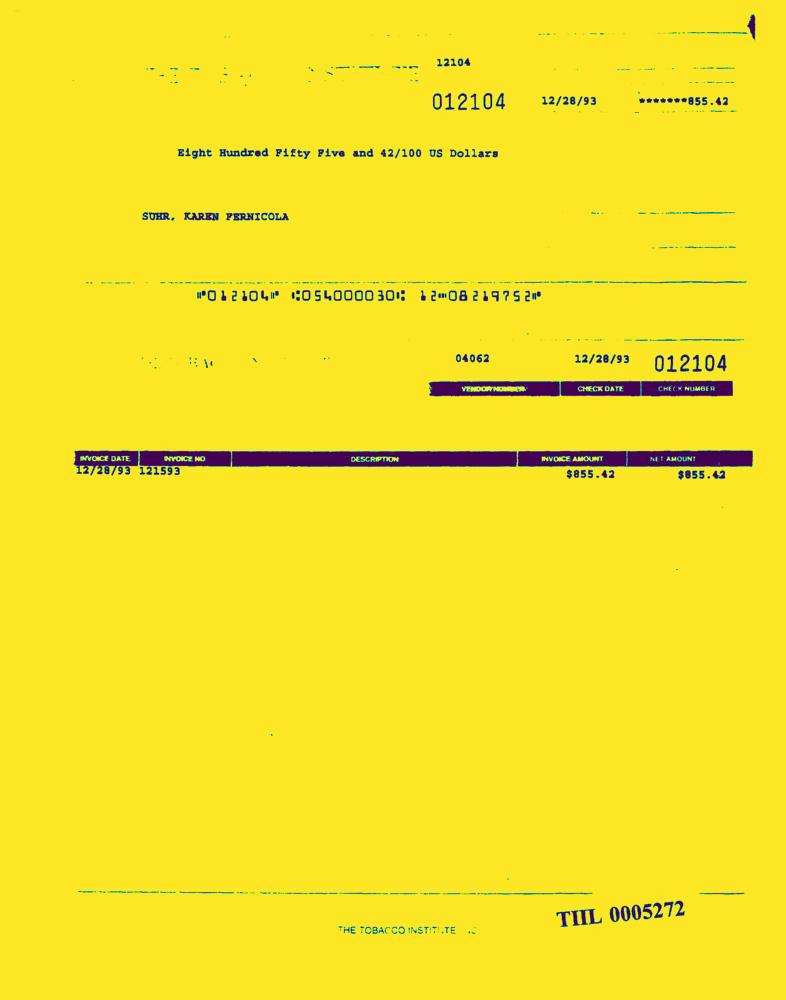 12104
012104 12/28/93 *******855.42
Eight Hundred Fifty Five and 42/100 US Dollars
SUHR, KAREN FERNICOLA
⑈012104⑈ ⑆054000030⑆ 12⑉08219752⑈
04062 12/28/93 012104
VENDOR NUMBER CHECK DATE CHECK NUMBER
INVOICE DATE INVOICE NO DESCRIPTION INVOICE AMOUNT NET AMOUNT
12/28/93 121593 $855.42 $855.42
TIIL 0005272
THE TOBACCO INSTITUTE